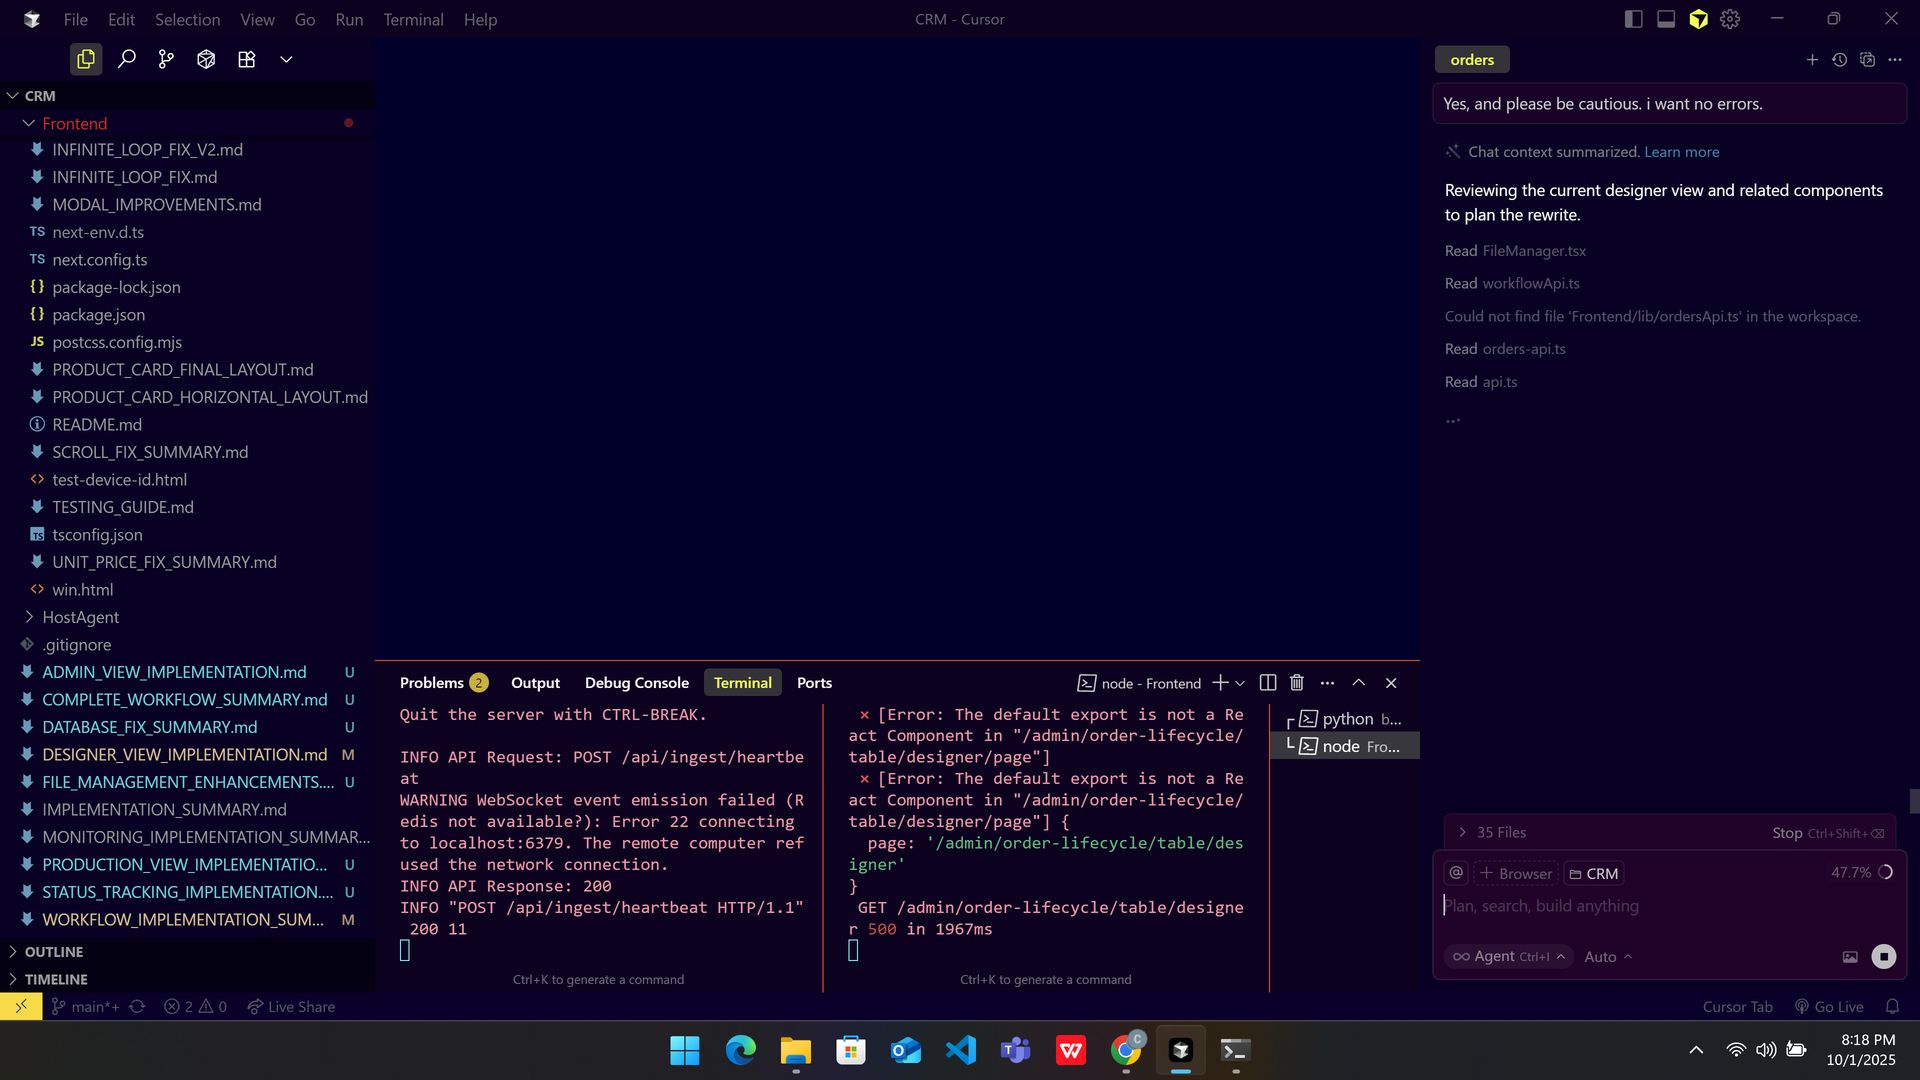 File Edit Selection View Go Run Terminal Help
CRM - Cursor
CRM
Frontend
INFINITE_LOOP_FIX_V2.md
INFINITE_LOOP_FIX.md
MODAL_IMPROVEMENTS.md
TS next-env.d.ts
TS next.config.ts
{} package-lock.json
{} package.json
JS postcss.config.mjs
PRODUCT_CARD_FINAL_LAYOUT.md
PRODUCT_CARD_HORIZONTAL_LAYOUT.md
README.md
SCROLL_FIX_SUMMARY.md
<> test-device-id.html
TESTING_GUIDE.md
TS tsconfig.json
UNIT_PRICE_FIX_SUMMARY.md
<> win.html
HostAgent
.gitignore
ADMIN_VIEW_IMPLEMENTATION.md U
COMPLETE_WORKFLOW_SUMMARY.md U
DATABASE_FIX_SUMMARY.md U
DESIGNER_VIEW_IMPLEMENTATION.md M
FILE_MANAGEMENT_ENHANCEMENTS.... U
IMPLEMENTATION_SUMMARY.md
MONITORING_IMPLEMENTATION_SUMMAR...
PRODUCTION_VIEW_IMPLEMENTATIO... U
STATUS_TRACKING_IMPLEMENTATION.... U
WORKFLOW_IMPLEMENTATION_SUM... M
OUTLINE
TIMELINE
Problems 2 Output Debug Console Terminal Ports
node - Frontend
Quit the server with CTRL-BREAK.
INFO API Request: POST /api/ingest/heartbe
at
WARNING WebSocket event emission failed (R
edis not available?): Error 22 connecting
to localhost:6379. The remote computer ref
used the network connection.
INFO API Response: 200
INFO "POST /api/ingest/heartbeat HTTP/1.1"
200 11
Ctrl+K to generate a command
× [Error: The default export is not a Re
act Component in "/admin/order-lifecycle/
table/designer/page"]
× [Error: The default export is not a Re
act Component in "/admin/order-lifecycle/
table/designer/page"] {
page: '/admin/order-lifecycle/table/des
igner'
}
GET /admin/order-lifecycle/table/designe
r 500 in 1967ms
Ctrl+K to generate a command
python b...
node Fro...
orders
Yes, and please be cautious. i want no errors.
Chat context summarized. Learn more
Reviewing the current designer view and related components
to plan the rewrite.
Read FileManager.tsx
Read workflowApi.ts
Could not find file 'Frontend/lib/ordersApi.ts' in the workspace.
Read orders-api.ts
Read api.ts
...
35 Files Stop Ctrl+Shift+⌫
@ + Browser CRM 47.7%
Plan, search, build anything
∞ Agent Ctrl+I Auto
main*+ 2 0 Live Share
Cursor Tab Go Live
C
8:18 PM
10/1/2025